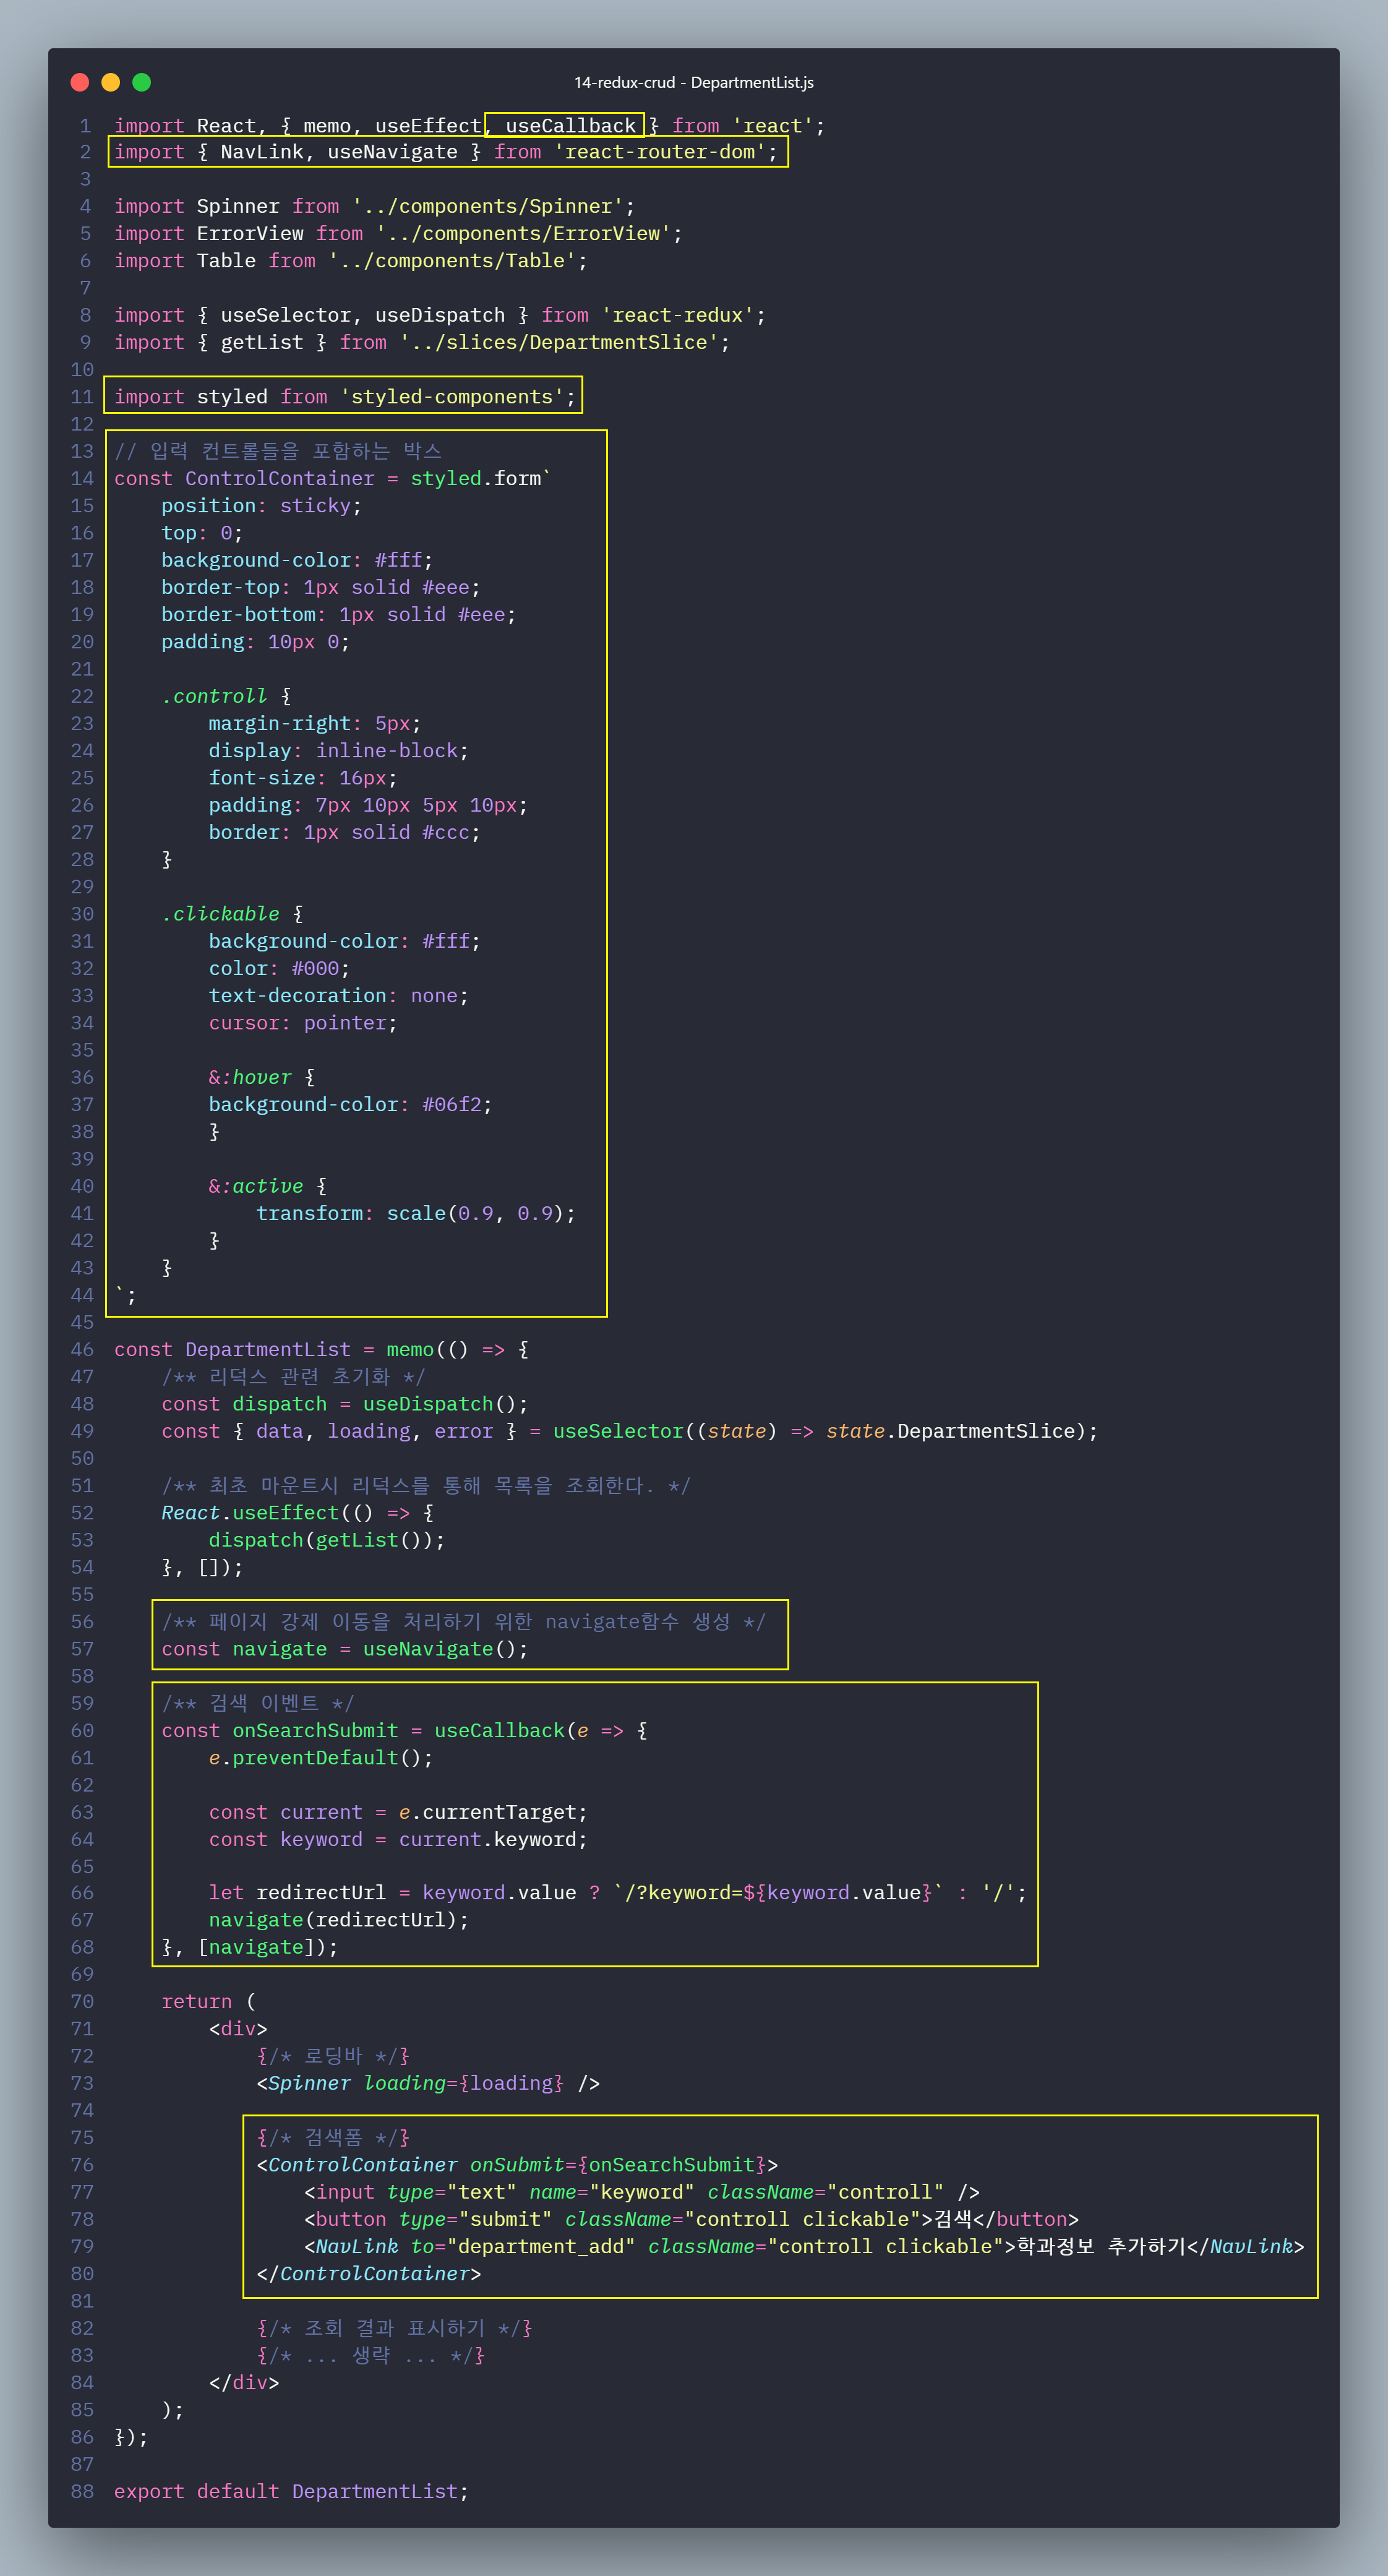 14-redux-crud - DepartmentList.js
1 import React, { memo, useEffect, useCallback } from 'react';
2 import { NavLink, useNavigate } from 'react-router-dom';
3
4 import Spinner from '../components/Spinner';
5 import ErrorView from '../components/ErrorView';
6 import Table from '../components/Table';
7
8 import { useSelector, useDispatch } from 'react-redux';
9 import { getList } from '../slices/DepartmentSlice';
10
11 import styled from 'styled-components';
12
13 // 입력 컨트롤들을 포함하는 박스
14 const ControlContainer = styled.form`
15     position: sticky;
16     top: 0;
17     background-color: #fff;
18     border-top: 1px solid #eee;
19     border-bottom: 1px solid #eee;
20     padding: 10px 0;
21
22     .controll {
23         margin-right: 5px;
24         display: inline-block;
25         font-size: 16px;
26         padding: 7px 10px 5px 10px;
27         border: 1px solid #ccc;
28     }
29
30     .clickable {
31         background-color: #fff;
32         color: #000;
33         text-decoration: none;
34         cursor: pointer;
35
36         &:hover {
37         background-color: #06f2;
38         }
39
40         &:active {
41             transform: scale(0.9, 0.9);
42         }
43     }
44 `;
45
46 const DepartmentList = memo(() => {
47     /** 리덕스 관련 초기화 */
48     const dispatch = useDispatch();
49     const { data, loading, error } = useSelector((state) => state.DepartmentSlice);
50
51     /** 최초 마운트시 리덕스를 통해 목록을 조회한다. */
52     React.useEffect(() => {
53         dispatch(getList());
54     }, []);
55
56     /** 페이지 강제 이동을 처리하기 위한 navigate함수 생성 */
57     const navigate = useNavigate();
58
59     /** 검색 이벤트 */
60     const onSearchSubmit = useCallback(e => {
61         e.preventDefault();
62
63         const current = e.currentTarget;
64         const keyword = current.keyword;
65
66         let redirectUrl = keyword.value ? `/?keyword=${keyword.value}` : '/';
67         navigate(redirectUrl);
68     }, [navigate]);
69
70     return (
71         <div>
72             {/* 로딩바 */}
73             <Spinner loading={loading} />
74
75             {/* 검색폼 */}
76             <ControlContainer onSubmit={onSearchSubmit}>
77                 <input type="text" name="keyword" className="controll" />
78                 <button type="submit" className="controll clickable">검색</button>
79                 <NavLink to="department_add" className="controll clickable">학과정보 추가하기</NavLink>
80             </ControlContainer>
81
82             {/* 조회 결과 표시하기 */}
83             {/* ... 생략 ... */}
84         </div>
85     );
86 });
87
88 export default DepartmentList;